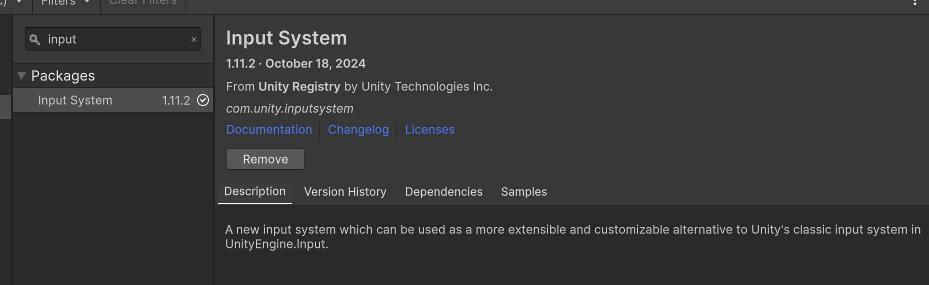 Filters
Clear Filters
input
Packages
Input System 1.11.2
Input System
1.11.2 · October 18, 2024
From Unity Registry by Unity Technologies Inc.
com.unity.inputsystem
Documentation Changelog Licenses
Remove
Description Version History Dependencies Samples
A new input system which can be used as a more extensible and customizable alternative to Unity's classic input system in
UnityEngine.Input.